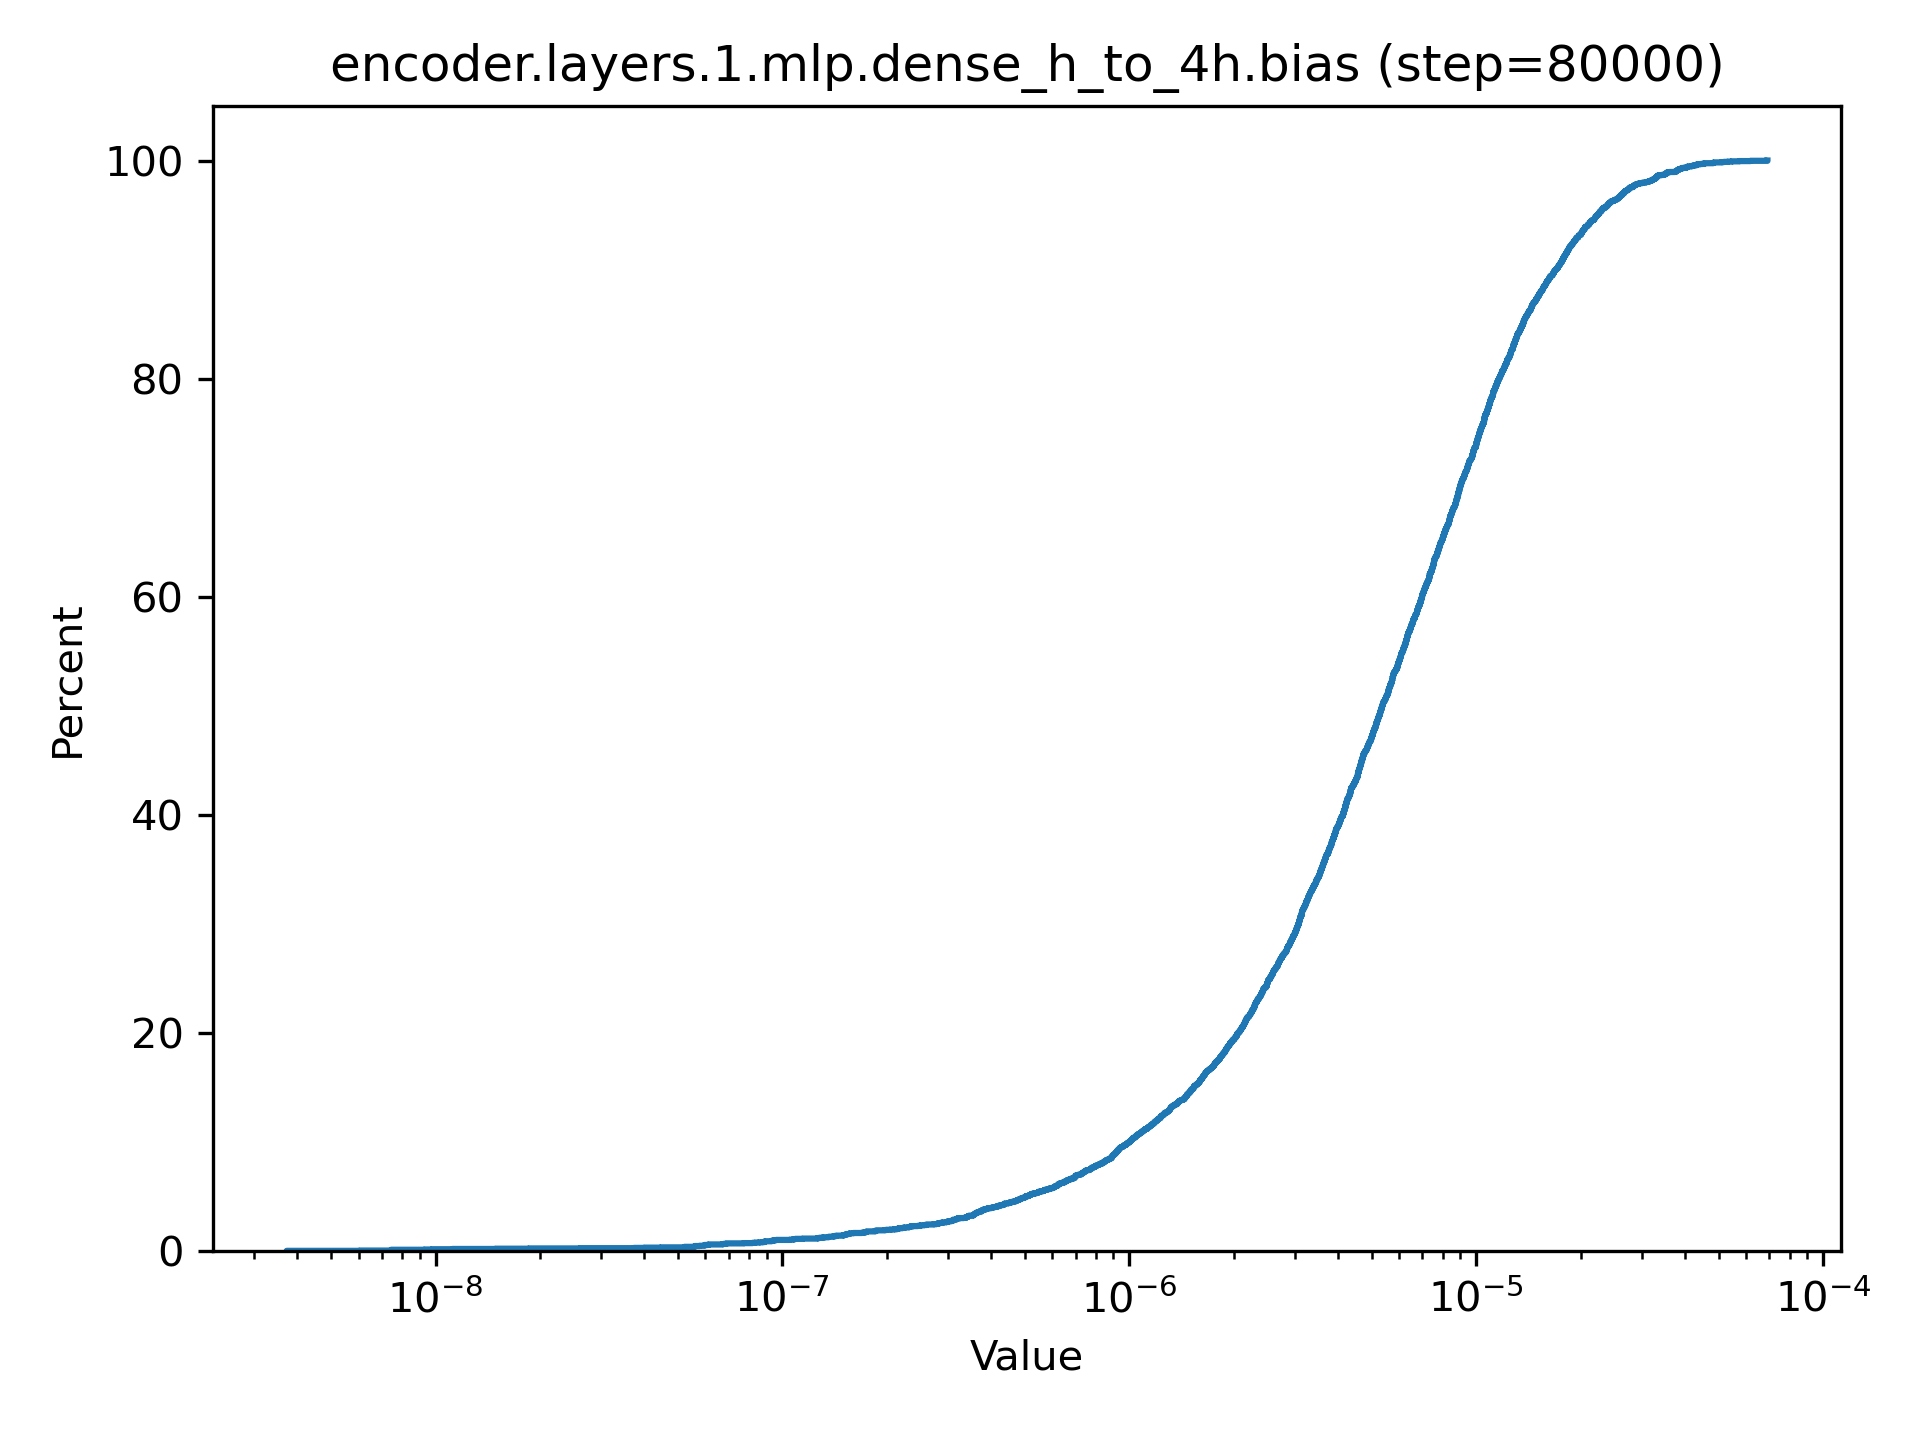 encoder.layers.1.mlp.dense_h_to_4h.bias (step=80000)
100
80
60
40
20
0
Percent
10⁻⁸ 10⁻⁷ 10⁻⁶ 10⁻⁵ 10⁻⁴
Value